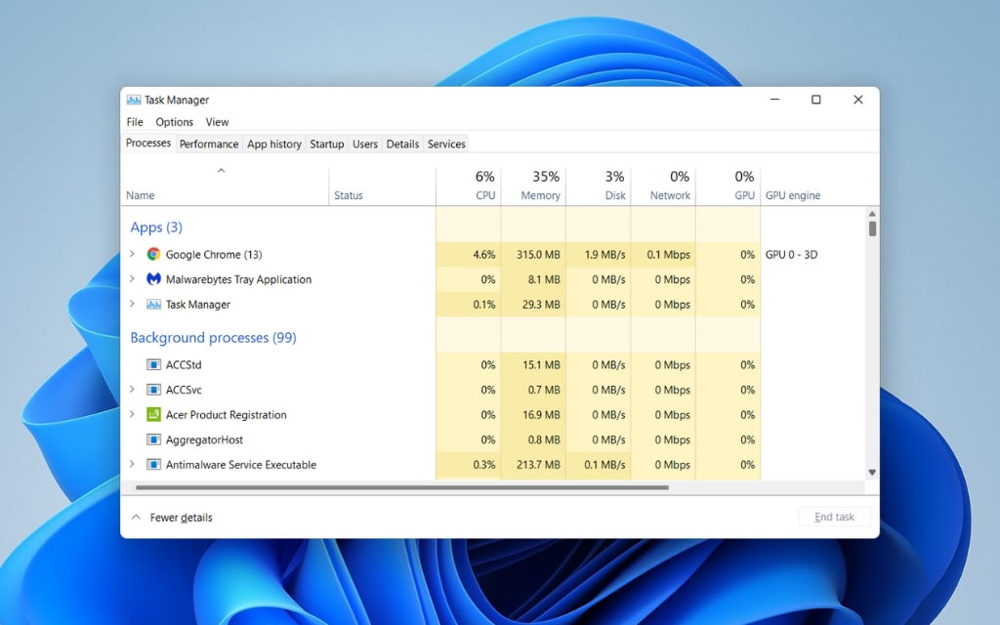 Task Manager
File Options View
Processes Performance App history Startup Users Details Services
6% 35% 3% 0% 0%
Name Status CPU Memory Disk Network GPU GPU engine
Apps (3)
Google Chrome (13) 4.6% 315.0 MB 1.9 MB/s 0.1 Mbps 0% GPU 0 - 3D
Malwarebytes Tray Application 0% 8.1 MB 0 MB/s 0 Mbps 0%
Task Manager 0.1% 29.3 MB 0 MB/s 0 Mbps 0%
Background processes (99)
ACCStd 0% 15.1 MB 0 MB/s 0 Mbps 0%
ACCSvc 0% 0.7 MB 0 MB/s 0 Mbps 0%
Acer Product Registration 0% 16.9 MB 0 MB/s 0 Mbps 0%
AggregatorHost 0% 0.8 MB 0 MB/s 0 Mbps 0%
Antimalware Service Executable 0.3% 213.7 MB 0.1 MB/s 0 Mbps 0%
Fewer details End task